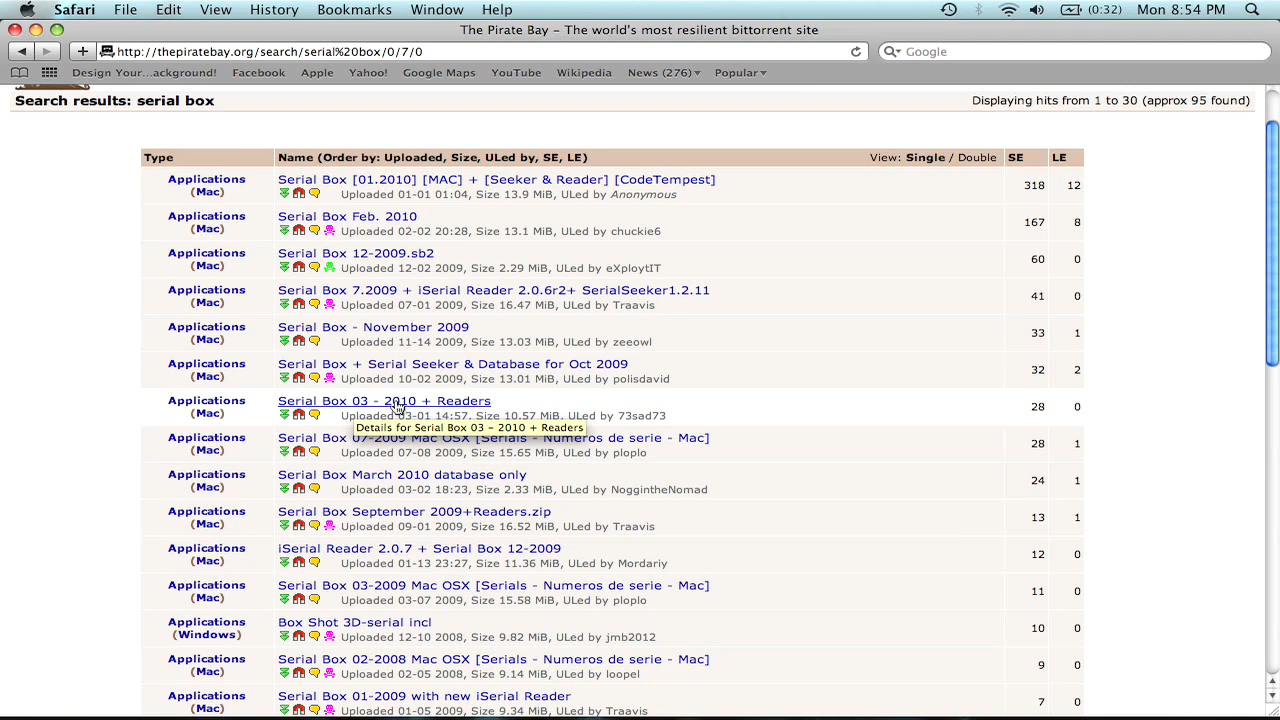 Safari File Edit View History Bookmarks Window Help (0:32) Mon 8:54 PM
The Pirate Bay – The world's most resilient bittorrent site
http://thepiratebay.org/search/serial%20box/0/7/0 Google
Design Your...ackground! Facebook Apple Yahoo! Google Maps YouTube Wikipedia News (276) Popular
Search results: serial box Displaying hits from 1 to 30 (approx 95 found)
Type Name (Order by: Uploaded, Size, ULed by, SE, LE) View: Single / Double SE LE
Applications Serial Box [01.2010] [MAC] + [Seeker & Reader] [CodeTempest] 318 12
(Mac) Uploaded 01-01 01:04, Size 13.9 MiB, ULed by Anonymous
Applications Serial Box Feb. 2010 167 8
(Mac) Uploaded 02-02 20:28, Size 13.1 MiB, ULed by chuckie6
Applications Serial Box 12-2009.sb2 60 0
(Mac) Uploaded 12-02 2009, Size 2.29 MiB, ULed by eXploytIT
Applications Serial Box 7.2009 + iSerial Reader 2.0.6r2+ SerialSeeker1.2.11 41 0
(Mac) Uploaded 07-01 2009, Size 16.47 MiB, ULed by Traavis
Applications Serial Box - November 2009 33 1
(Mac) Uploaded 11-14 2009, Size 13.03 MiB, ULed by zeeowl
Applications Serial Box + Serial Seeker & Database for Oct 2009 32 2
(Mac) Uploaded 10-02 2009, Size 13.01 MiB, ULed by polisdavid
Applications Serial Box 03 - 2010 + Readers 28 0
(Mac) Uploaded 03-01 14:57, Size 10.57 MiB, ULed by 73sad73
Details for Serial Box 03 - 2010 + Readers
Applications Serial Box 07-2009 Mac OSX [Serials - Numeros de serie - Mac] 28 1
(Mac) Uploaded 07-08 2009, Size 15.65 MiB, ULed by ploplo
Applications Serial Box March 2010 database only 24 1
(Mac) Uploaded 03-02 18:23, Size 2.33 MiB, ULed by NoggintheNomad
Applications Serial Box September 2009+Readers.zip 13 1
(Mac) Uploaded 09-01 2009, Size 16.52 MiB, ULed by Traavis
Applications iSerial Reader 2.0.7 + Serial Box 12-2009 12 0
(Mac) Uploaded 01-13 23:27, Size 11.36 MiB, ULed by Mordariy
Applications Serial Box 03-2009 Mac OSX [Serials - Numeros de serie - Mac] 11 0
(Mac) Uploaded 03-07 2009, Size 15.58 MiB, ULed by ploplo
Applications Box Shot 3D-serial incl 10 0
(Windows) Uploaded 12-10 2008, Size 9.82 MiB, ULed by jmb2012
Applications Serial Box 02-2008 Mac OSX [Serials - Numeros de serie - Mac] 9 0
(Mac) Uploaded 02-05 2008, Size 9.14 MiB, ULed by loopel
Applications Serial Box 01-2009 with new iSerial Reader 7 0
(Mac) Uploaded 01-05 2009, Size 9.34 MiB, ULed by Traavis